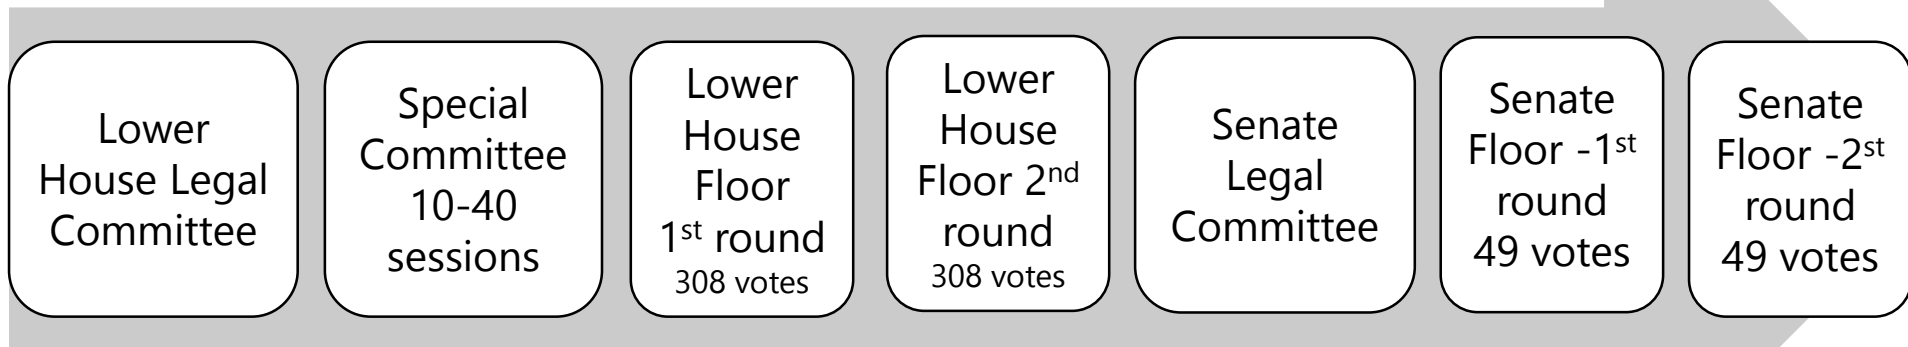 Lower
House Legal
Committee
Special
Committee
10-40
sessions
Lower
House
Floor
1st round
308 votes
Lower
House
Floor 2nd
round
308 votes
Senate
Legal
Committee
Senate
Floor -1st
round
49 votes
Senate
Floor -2st
round
49 votes